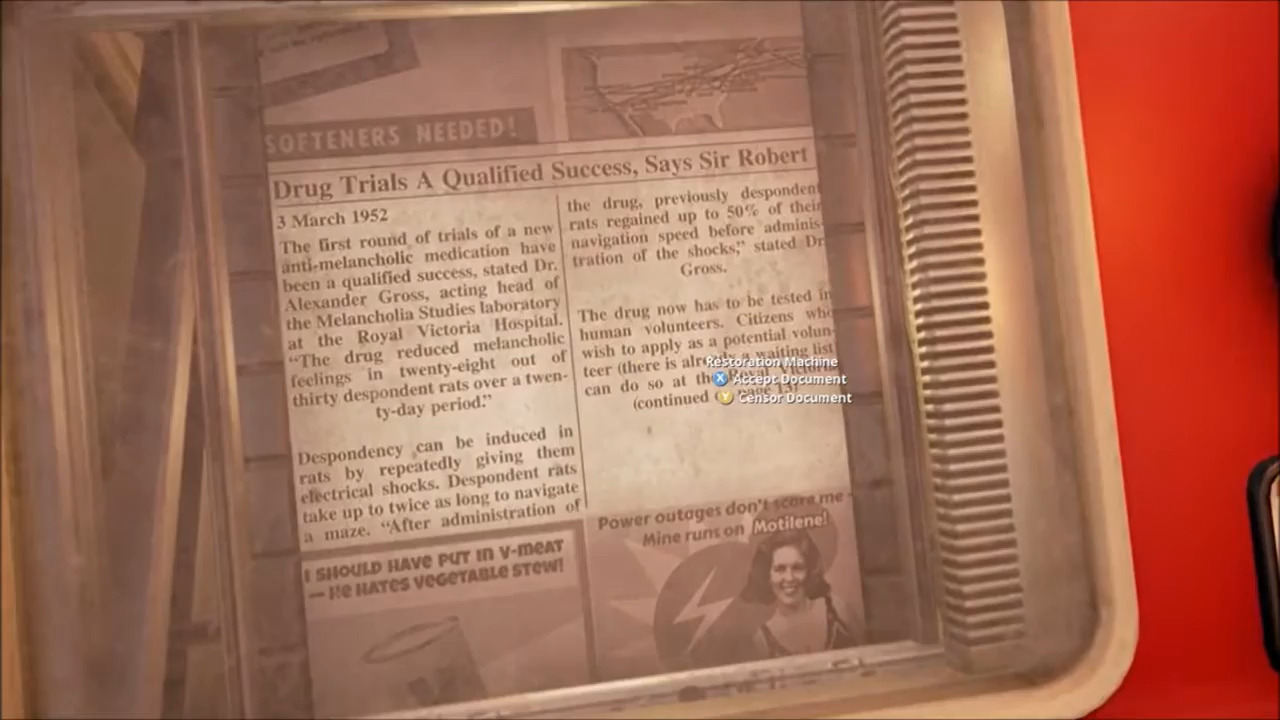 SOFTENERS NEEDED!
Drug Trials A Qualified Success, Says Sir Robert
3 March 1952
The first round of trials of a new
anti-melancholic medication have
been a qualified success, stated Dr.
Alexander Gross, acting head of
the Melancholia Studies laboratory
at the Royal Victoria Hospital.
“The drug reduced melancholic
feelings in twenty-eight out of
thirty despondent rats over a twen-
ty-day period.”
Despondency can be induced in
rats by repeatedly giving them
electrical shocks. Despondent rats
take up to twice as long to navigate
a maze. “After administration of
the drug, previously despondent
rats regained up to 50% of their
navigation speed before adminis-
tration of the shocks,” stated Dr
Gross.
The drug now has to be tested in
human volunteers. Citizens who
wish to apply as a potential volun-
teer (there is already a waiting list
can do so at the Royal
(continued page 13)
Restoration Machine
X Accept Document
Y Censor Document
I SHOULD HAVE PUT IN V-MEAT
– HE HATES VEGETABLE STEW!
Power outages don't scare me -
Mine runs on Motilene!